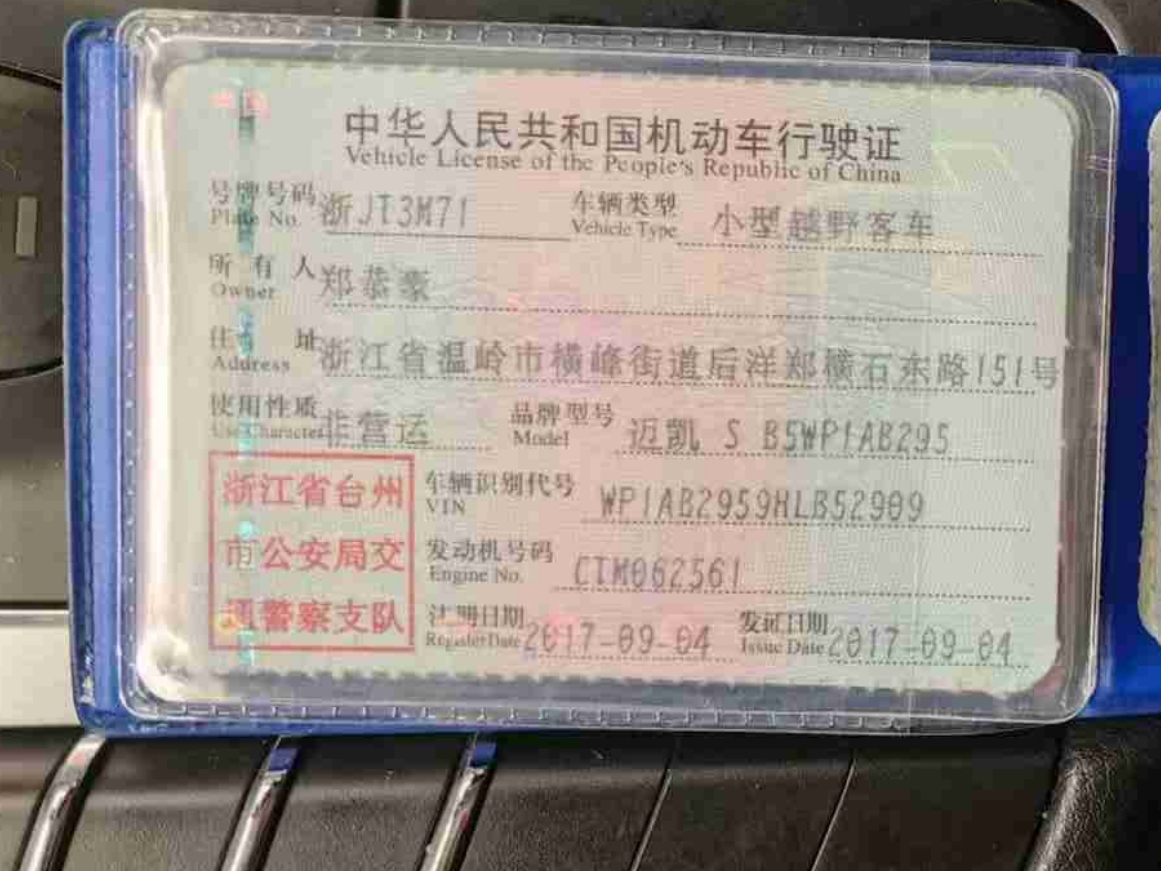 中华人民共和国机动车行驶证
Vehicle License of the People's Republic of China
号牌号码 浙JT3M71 车辆类型 小型越野客车
Plate No. Vehicle Type
所有人 郑恭豪
Owner
住址 浙江省温岭市横峰街道后洋郑横石东路151号
Address
使用性质 非营运 品牌型号 迈凯 S B5WP1AB295
Use Character Model
浙江省台州
市公安局交
通警察支队
车辆识别代号 WP1AB2959HLB52909
VIN
发动机号码 CTM062561
Engine No.
注册日期 2017-09-04 发证日期 2017-09-04
Register Date Issue Date